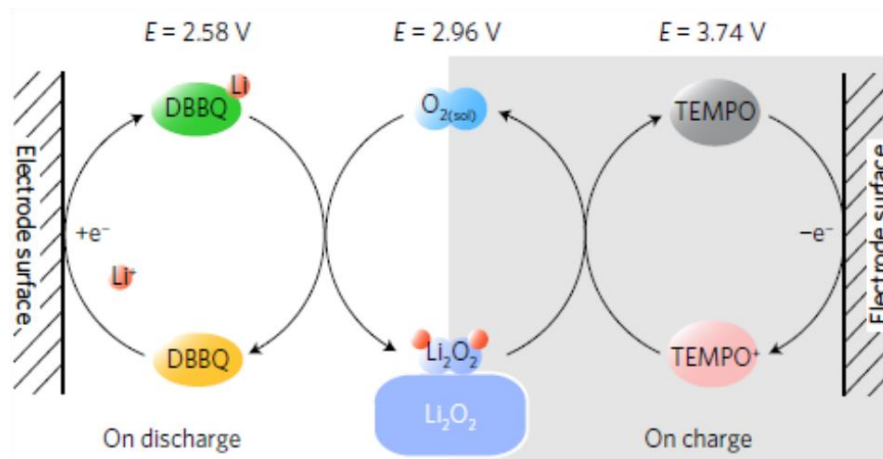 E = 2.58 V
E = 2.96 V
E = 3.74 V
Li
DBBQ
O₂(sol)
TEMPO
Electrode surface
+e⁻
Li⁺
−e⁻
Electrode surface
DBBQ
Li₂O₂
TEMPO⁺
Li₂O₂
On discharge
On charge